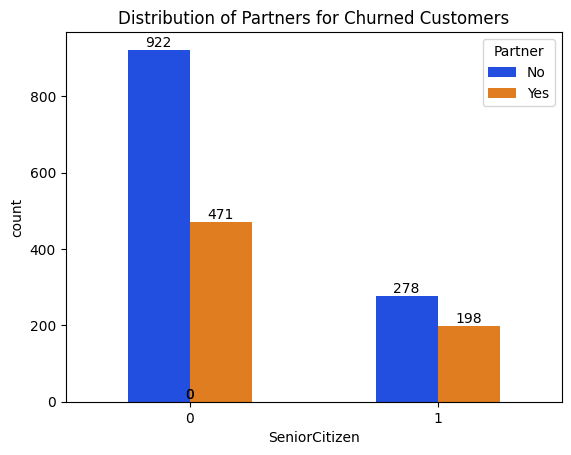 Distribution of Partners for Churned Customers
922
Partner
No
Yes
800
600
471
count
400
278
198
200
0
0
0
1
SeniorCitizen